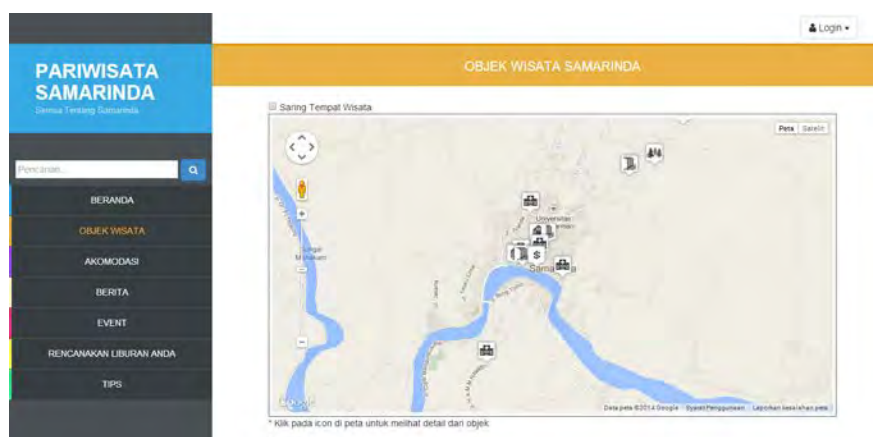 Login
PARIWISATA
SAMARINDA
Semua Tentang Samarinda
OBJEK WISATA SAMARINDA
Saring Tempat Wisata
Pencarian...
BERANDA
OBJEK WISATA
AKOMODASI
BERITA
EVENT
RENCANAKAN LIBURAN ANDA
TIPS
Peta Satelit
Universitas
Sungai
Mahakam
Google
Data peta ©2014 Google Syarat Penggunaan Laporkan kesalahan peta
* Klik pada icon di peta untuk melihat detail dari objek